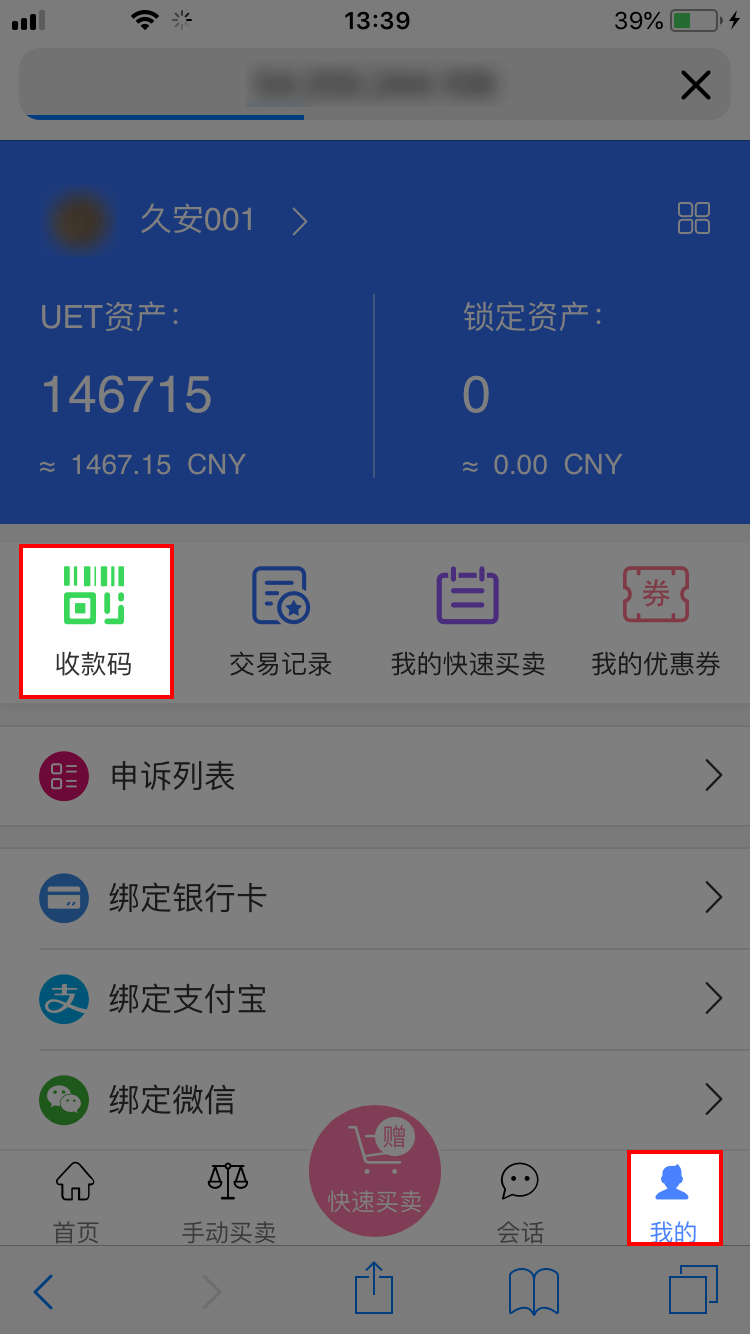 13:39
39%
久安001
UET资产：
锁定资产：
146715
0
≈ 1467.15 CNY
≈ 0.00 CNY
券
收款码
交易记录
我的快速买卖
我的优惠券
申诉列表
绑定银行卡
支
绑定支付宝
绑定微信
赠
快速买卖
首页
手动买卖
会话
我的